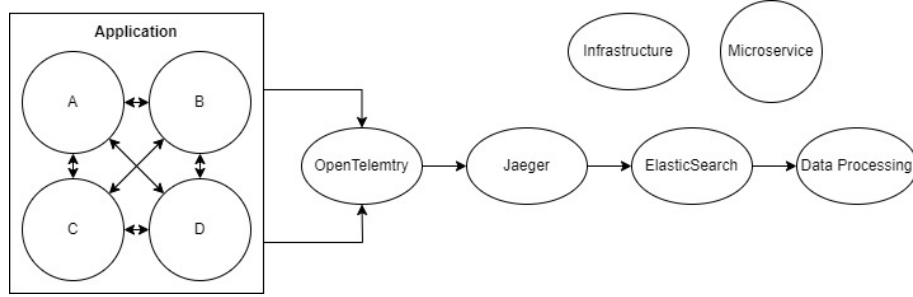 Application
Infrastructure
Microservice
A
B
OpenTelemtry
Jaeger
ElasticSearch
Data Processing
C
D